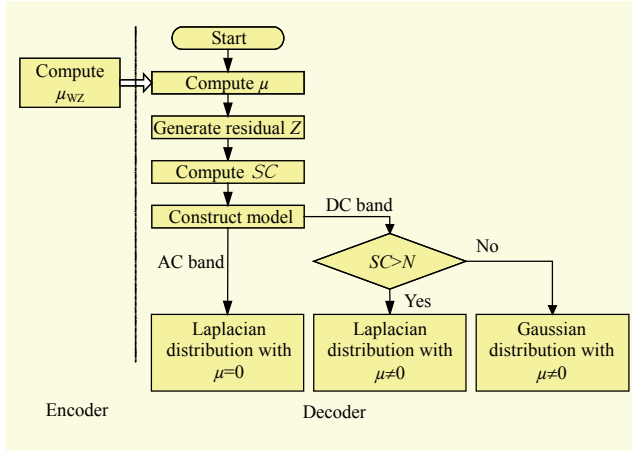 Start
Compute
μWZ
Compute μ
Generate residual Z
Compute SC
Construct model
DC band
AC band
SC>N
No
Yes
Laplacian
distribution with
μ=0
Laplacian
distribution with
μ≠0
Gaussian
distribution with
μ≠0
Encoder
Decoder